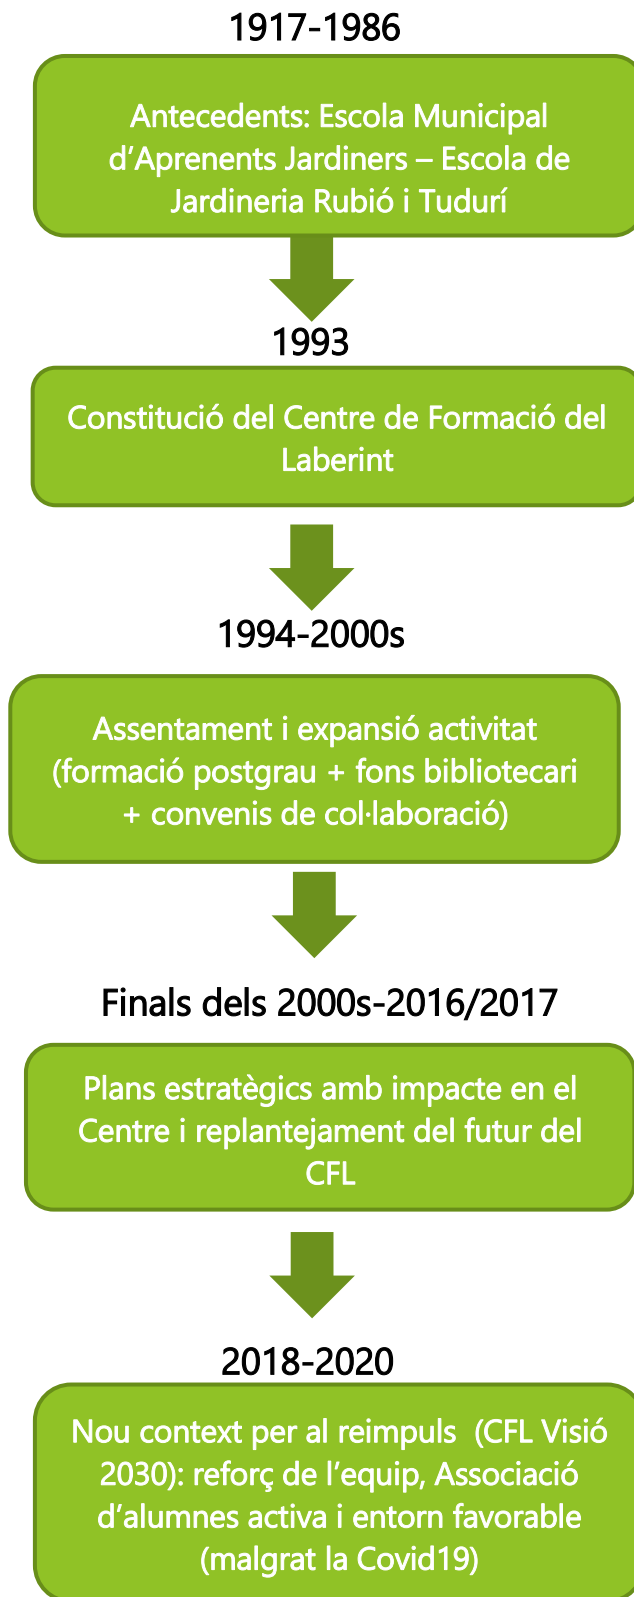 1917-1986
Antecedents: Escola Municipal
d’Aprenents Jardiners – Escola de
Jardineria Rubió i Tudurí
1993
Constitució del Centre de Formació del
Laberint
1994-2000s
Assentament i expansió activitat
(formació postgrau + fons bibliotecari
+ convenis de col·laboració)
Finals dels 2000s-2016/2017
Plans estratègics amb impacte en el
Centre i replantejament del futur del
CFL
2018-2020
Nou context per al reimpuls (CFL Visió
2030): reforç de l’equip, Associació
d’alumnes activa i entorn favorable
(malgrat la Covid19)